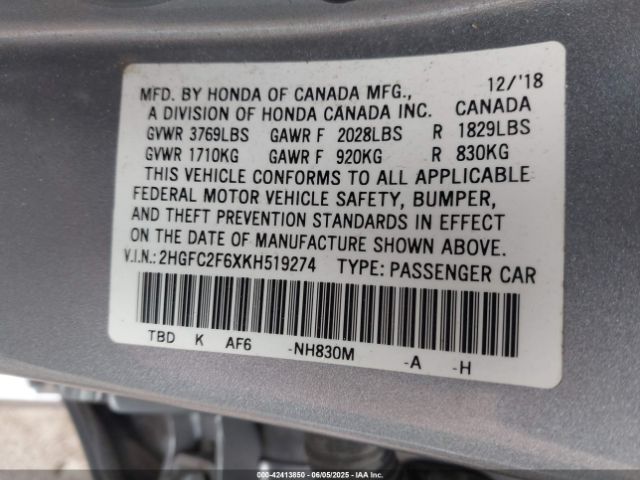 MFD. BY HONDA OF CANADA MFG., 12/'18
A DIVISION OF HONDA CANADA INC. CANADA
GVWR 3769LBS GAWR F 2028LBS R 1829LBS
GVWR 1710KG GAWR F 920KG R 830KG
THIS VEHICLE CONFORMS TO ALL APPLICABLE
FEDERAL MOTOR VEHICLE SAFETY, BUMPER,
AND THEFT PREVENTION STANDARDS IN EFFECT
ON THE DATE OF MANUFACTURE SHOWN ABOVE.
V.I.N.: 2HGFC2F6XKH519274 TYPE: PASSENGER CAR
TBD K AF6 -NH830M -A -H
000-42413850 06/05/2025 - IAA